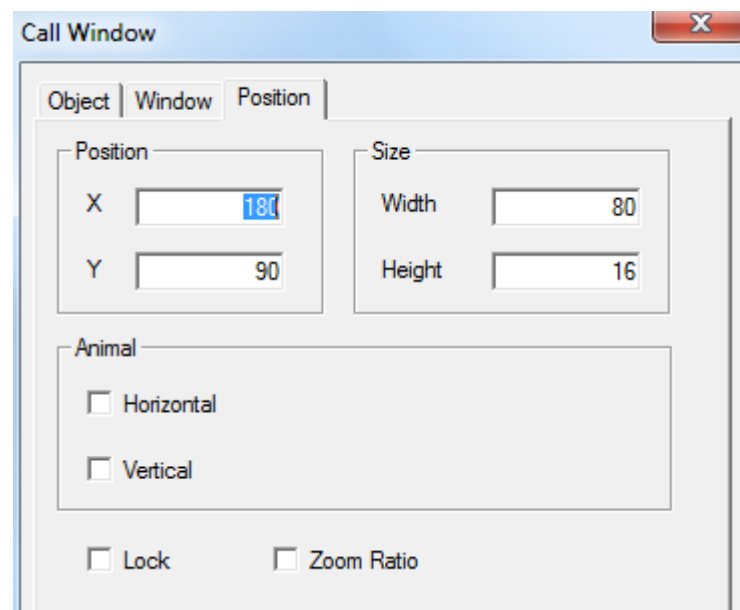 Call Window
Object Window Position
Position Size
X 180 Width 80
Y 90 Height 16
Animal
Horizontal
Vertical
Lock Zoom Ratio